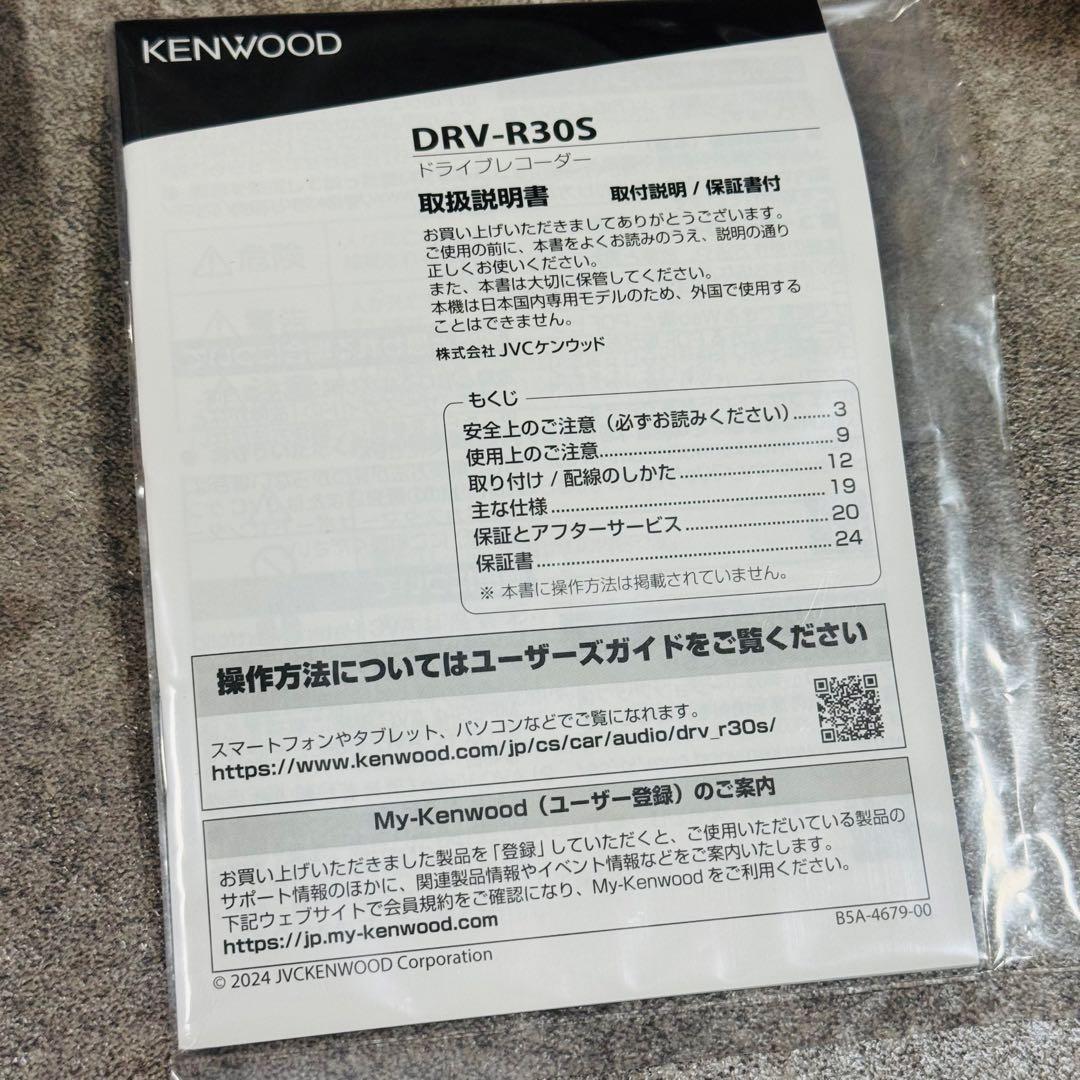 KENWOOD
DRV-R30S
ドライブレコーダー
取扱説明書 取付説明 / 保証書付
お買い上げいただきましてありがとうございます。
ご使用の前に、本書をよくお読みのうえ、説明の通り
正しくお使いください。
また、本書は大切に保管してください。
本機は日本国内専用モデルのため、外国で使用する
ことはできません。
株式会社 JVCケンウッド
もくじ
安全上のご注意（必ずお読みください）........3
使用上のご注意.......................................9
取り付け / 配線のしかた........................12
主な仕様..............................................19
保証とアフターサービス........................20
保証書.................................................24
※ 本書に操作方法は掲載されていません。
操作方法についてはユーザーズガイドをご覧ください
スマートフォンやタブレット、パソコンなどでご覧になれます。
https://www.kenwood.com/jp/cs/car/audio/drv_r30s/
My-Kenwood（ユーザー登録）のご案内
お買い上げいただきました製品を「登録」していただくと、ご使用いただいている製品の
サポート情報のほかに、関連製品情報やイベント情報などをご案内いたします。
下記ウェブサイトで会員規約をご確認になり、My-Kenwood をご利用ください。
https://jp.my-kenwood.com
© 2024 JVCKENWOOD Corporation
B5A-4679-00